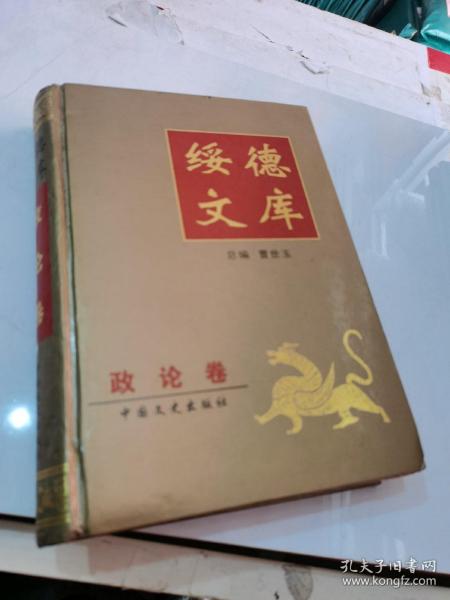 绥德
文库
总编 曹世玉
政论卷
中国文史出版社
孔夫子旧书网
www.kongfz.com